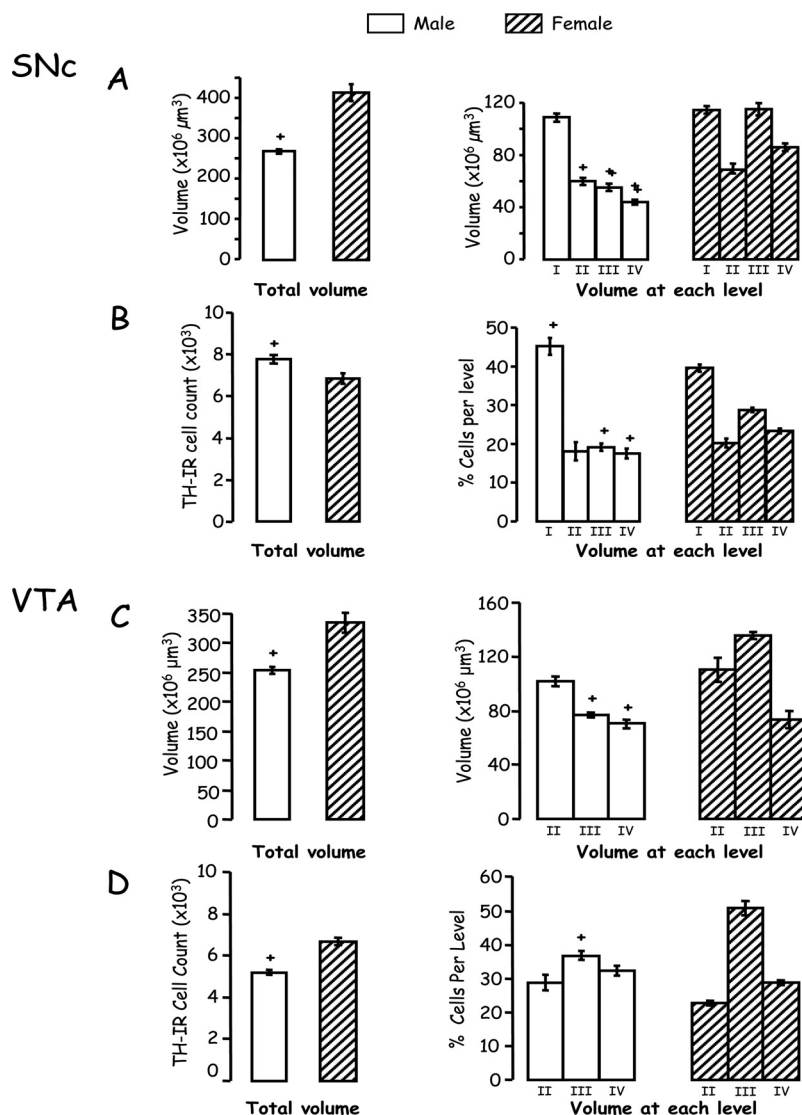 Male Female
SNc
A
Volume (x10⁶ µm³)
400
300
200
0
+
Total volume
Volume (x10⁶ µm³)
120
80
40
0
+ ++ ++
I II III IV I II III IV
Volume at each level
B
TH-IR cell count (x10³)
10
8
6
4
2
0
+
Total volume
% Cells per level
50
40
30
20
10
0
+ + +
I II III IV I II III IV
Volume at each level
VTA
C
Volume (x10⁶ µm³)
350
300
250
200
150
100
50
0
+
Total volume
Volume (x10⁶ µm³)
160
120
80
40
0
+ +
II III IV II III IV
Volume at each level
D
TH-IR Cell Count (x10³)
10
8
6
4
2
0
+
Total volume
% Cells Per Level
60
50
40
30
20
10
0
+
II III IV II III IV
Volume at each level